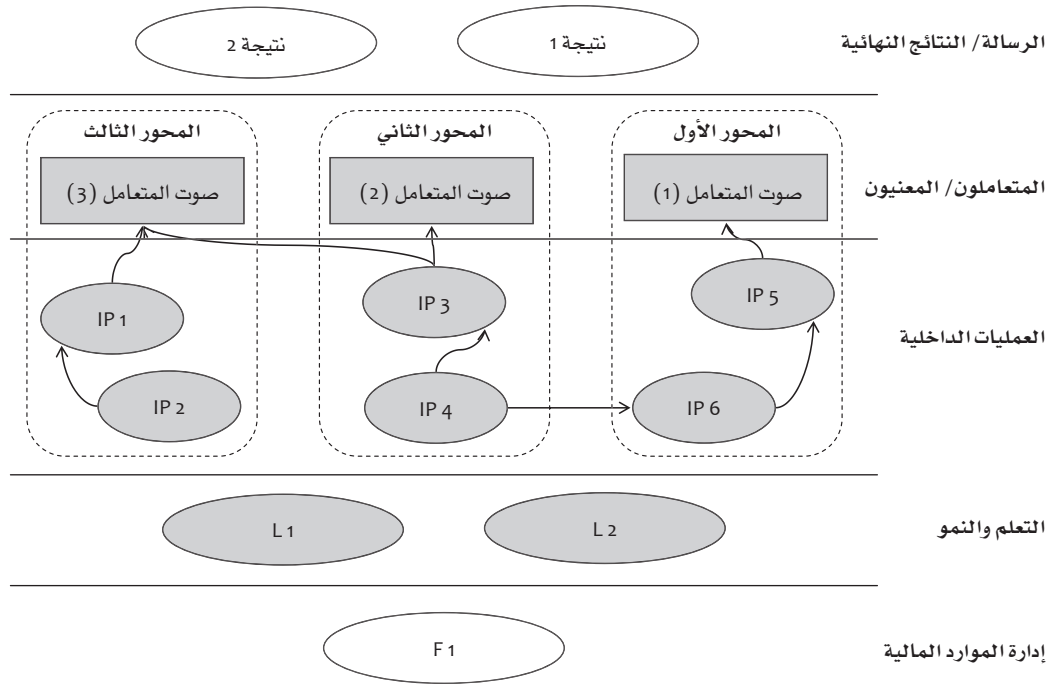 الرسالة/ النتائج النهائية
نتيجة 1
نتيجة 2
المحور الأول
المحور الثاني
المحور الثالث
المتعاملون/ المعنيون
صوت المتعامل (1)
صوت المتعامل (2)
صوت المتعامل (3)
العمليات الداخلية
IP 5
IP 3
IP 1
IP 6
IP 4
IP 2
التعلم والنمو
L 2
L 1
إدارة الموارد المالية
F 1